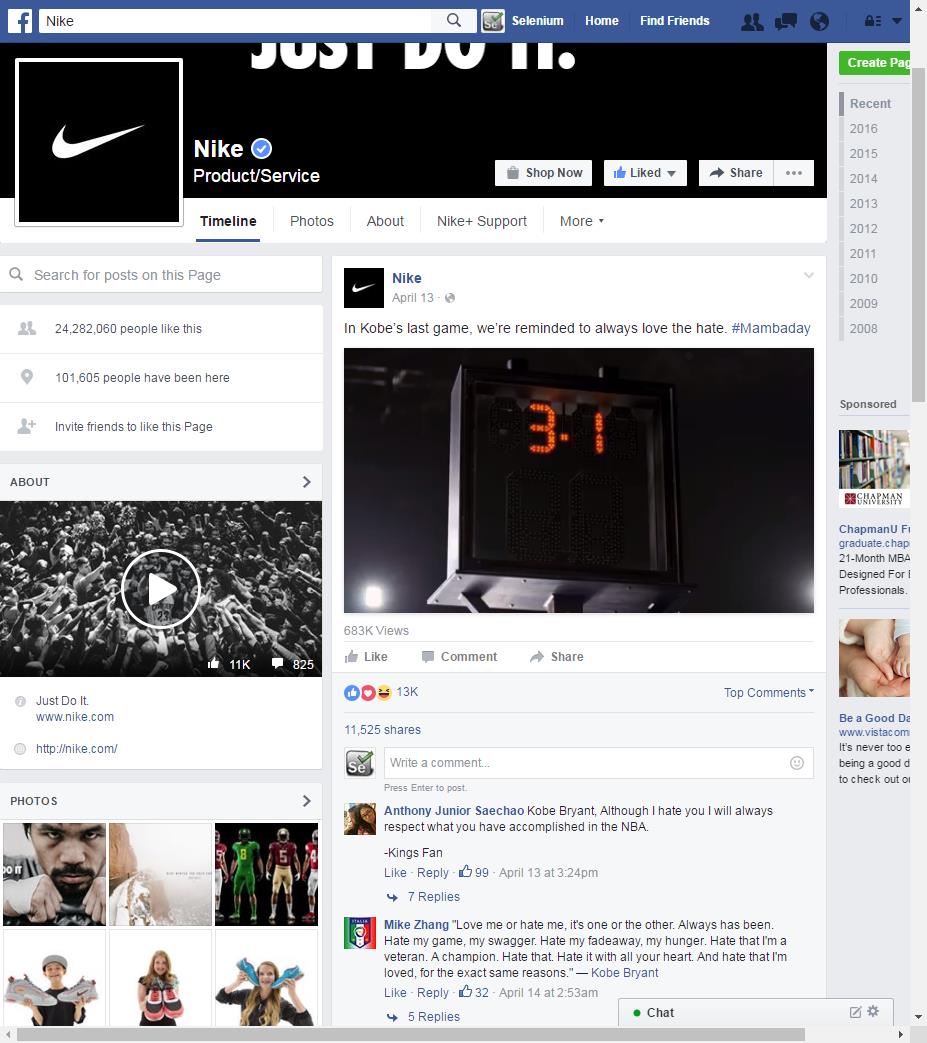 Nike
Selenium
Home
Find Friends
JUST DO IT.
Create Pag
Nike
Product/Service
Shop Now
Liked
Share
Timeline
Photos
About
Nike+ Support
More
Recent
2016
2015
2014
2013
2012
2011
2010
2009
2008
Search for posts on this Page
24,282,060 people like this
101,605 people have been here
Invite friends to like this Page
ABOUT
23
11K
825
Just Do It.
www.nike.com
http://nike.com/
PHOTOS
Nike
April 13 ·
In Kobe's last game, we're reminded to always love the hate. #Mambaday
3.1
683K Views
Like
Comment
Share
13K
Top Comments
11,525 shares
Se
Write a comment...
Press Enter to post.
Anthony Junior Saechao Kobe Bryant, Although I hate you I will always
respect what you have accomplished in the NBA.
-Kings Fan
Like · Reply · 99 · April 13 at 3:24pm
7 Replies
ITALIA
Mike Zhang "Love me or hate me, it's one or the other. Always has been.
Hate my game, my swagger. Hate my fadeaway, my hunger. Hate that I'm a
veteran. A champion. Hate that. Hate it with all your heart. And hate that I'm
loved, for the exact same reasons." — Kobe Bryant
Like · Reply · 32 · April 14 at 2:53am
5 Replies
Sponsored
CHAPMAN
UNIVERSITY
ChapmanU Fu
graduate.chap
21-Month MBA
Designed For
Professionals.
Be a Good Da
www.vistacom
It's never too e
being a good d
to check out ou
Chat